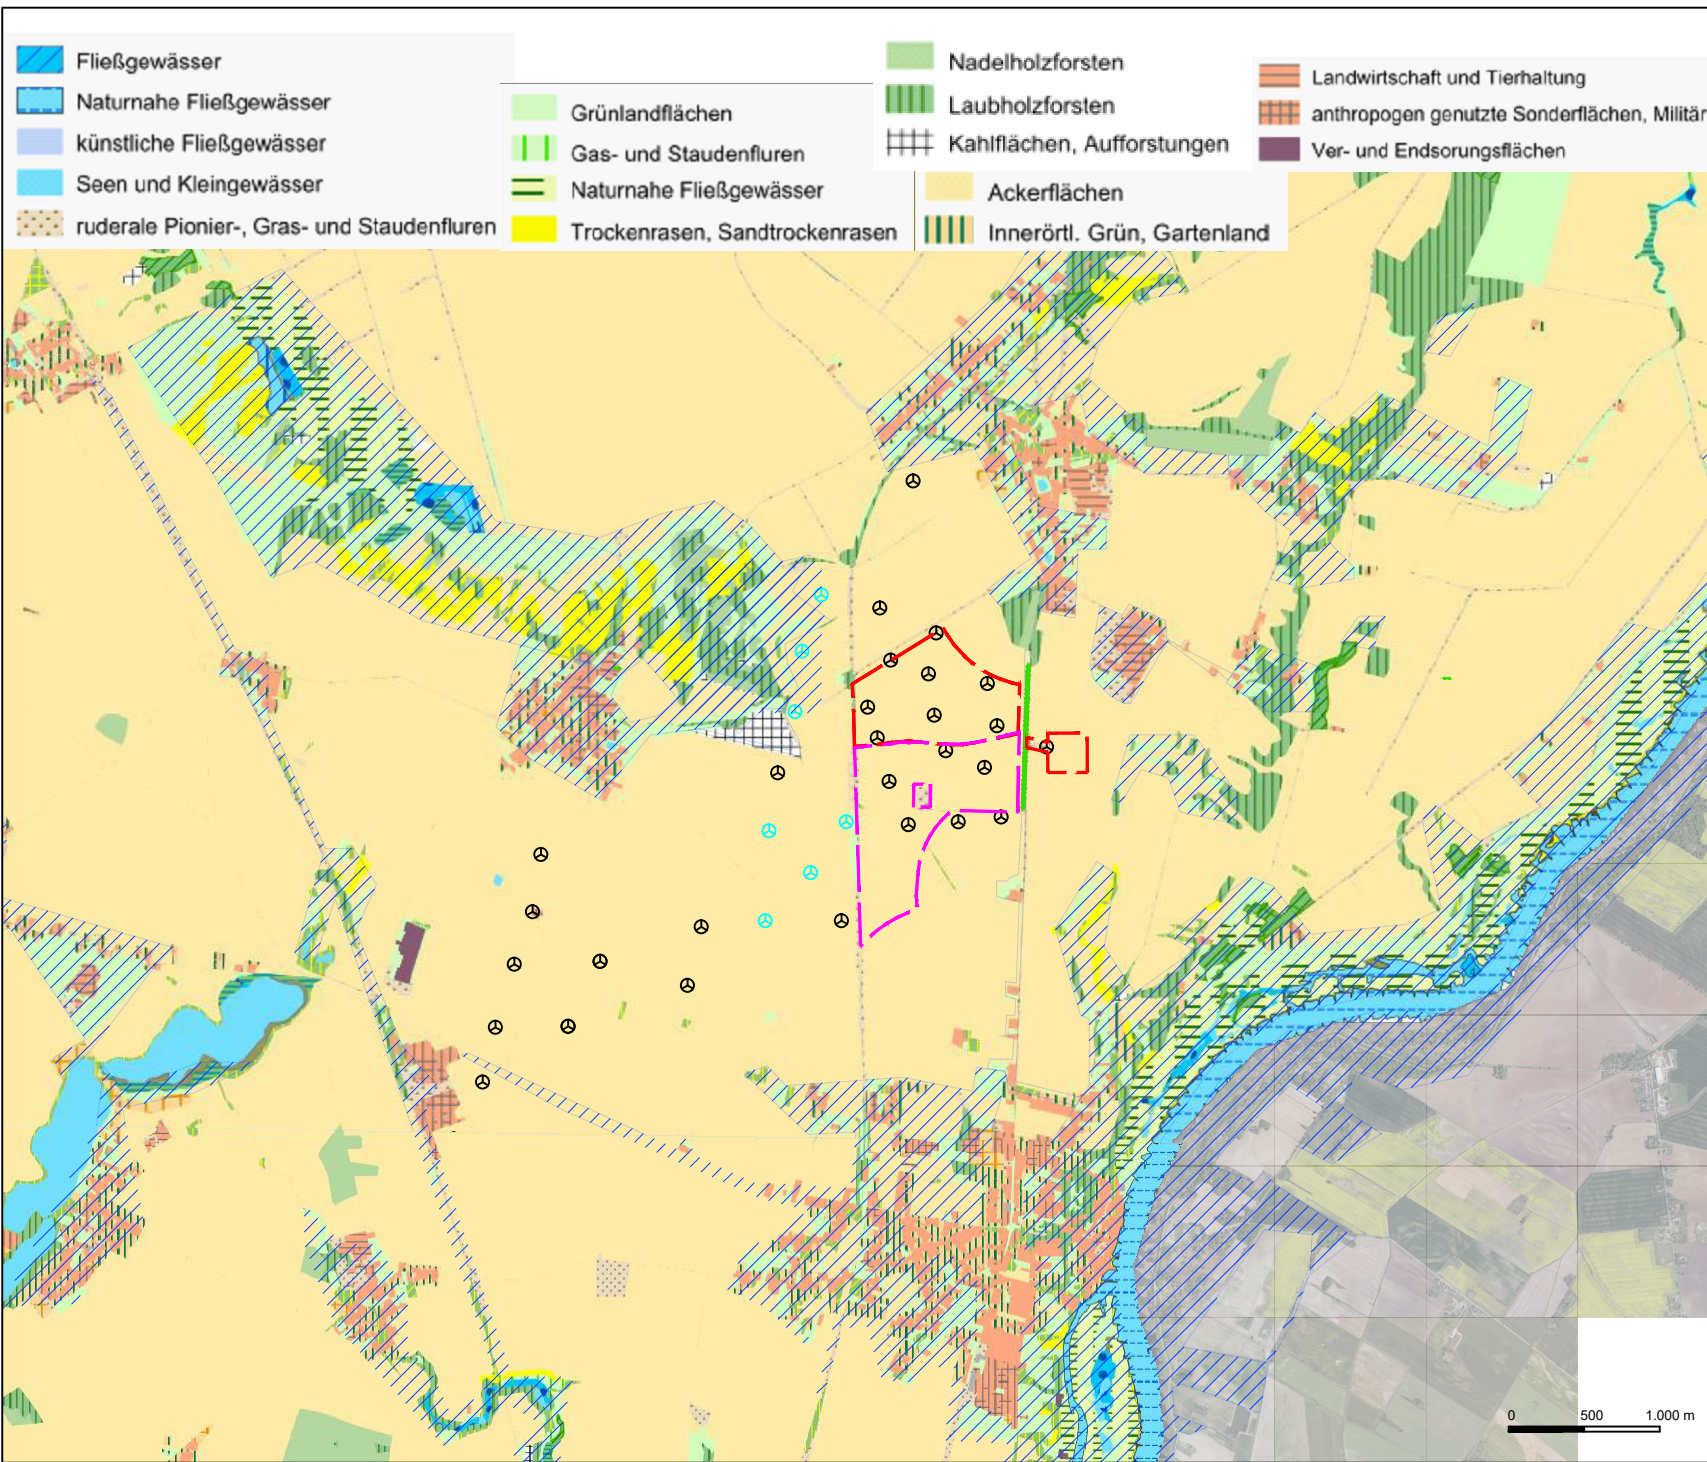 Fließgewässer
Naturnahe Fließgewässer
künstliche Fließgewässer
Seen und Kleingewässer
ruderale Pionier-, Gras- und Staudenfluren
Grünlandflächen
Gas- und Staudenfluren
Naturnahe Fließgewässer
Trockenrasen, Sandtrockenrasen
Nadelholzforsten
Laubholzforsten
Kahlflächen, Aufforstungen
Ackerflächen
Innerörtl. Grün, Gartenland
Landwirtschaft und Tierhaltung
anthropogen genutzte Sonderflächen, Militär
Ver- und Endsorungsflächen
0 500 1.000 m